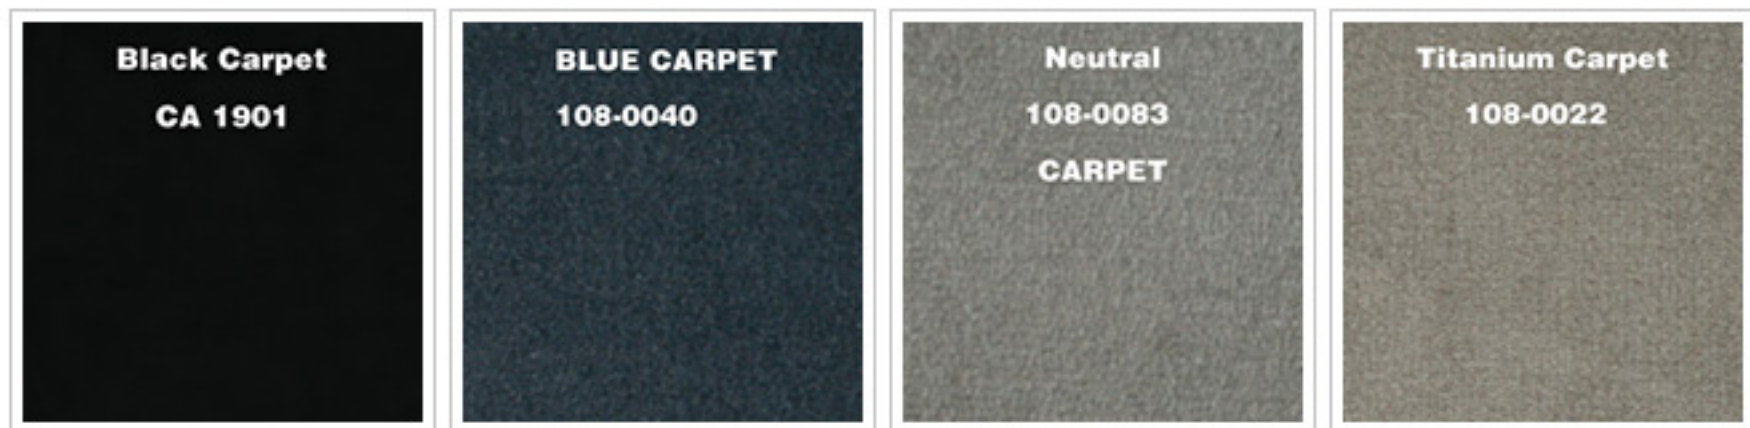 Black Carpet
CA 1901
BLUE CARPET
108-0040
Neutral
108-0083
CARPET
Titanium Carpet
108-0022